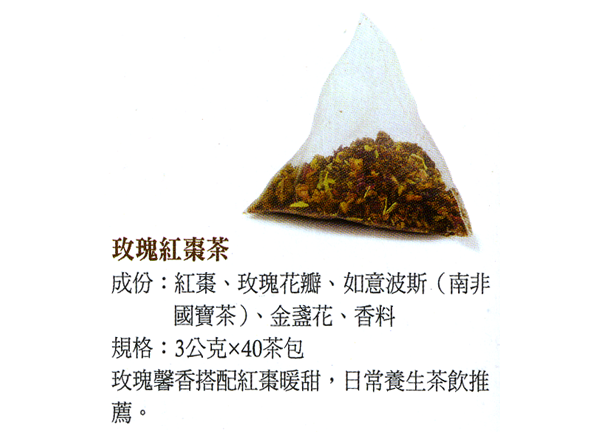 玫瑰紅棗茶
成份：紅棗、玫瑰花瓣、如意波斯（南非
國寶茶）、金盞花、香料
規格：3公克×40茶包
玫瑰馨香搭配紅棗暖甜，日常養生茶飲推
薦。